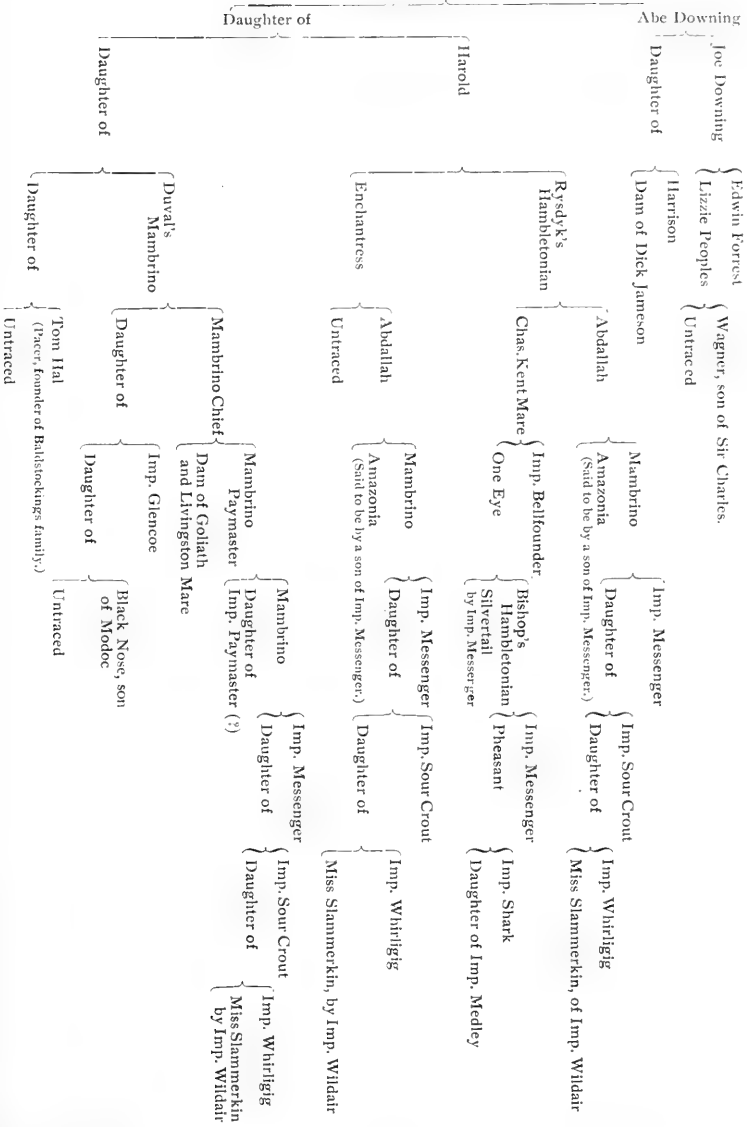 Abe Downing
Daughter of
Joe Downing
Daughter of
Harold
Daughter of
Edwin Forrest
Lizzie Peoples
Harrison
Dam of Dick Jameson
Rysdyk's
Hambletonian
Enchantress
Duval's
Mambrino
Daughter of
Wagner, son of Sir Charles.
Untraced
Abdallah
Chas. Kent Mare
Abdallah
Untraced
Mambrino Chief
Daughter of
Tom Hal
(Pacer, founder of Baldstockings family.)
Untraced
Mambrino
Amazonia
(Said to be by a son of Imp. Messenger.)
Imp. Bellfounder
One Eye
Mambrino
Amazonia
(Said to be by a son of Imp. Messenger.)
Mambrino
Paymaster
Dam of Goliath
and Livingston Mare
Imp. Glencoe
Daughter of
Imp. Messenger
Daughter of
Bishop's
Hambletonian
Silvertail
by Imp. Messerger
Imp. Messenger
Daughter of
Mambrino
Daughter of
Imp. Paymaster (?)
Black Nose, son
of Modoc
Untraced
Imp. Sour Crout
Daughter of
Imp. Messenger
Pheasant
Imp. Sour Crout
Daughter of
Imp. Messenger
Daughter of
Imp. Whirligig
Miss Slammerkin, of Imp. Wildair
Imp. Shark
Daughter of Imp. Medley
Imp. Whirligig
Miss Slammerkin, by Imp. Wildair
Imp. Sour Crout
Daughter of
Imp. Whirligig
Miss Slammerkin
by Imp. Wildair